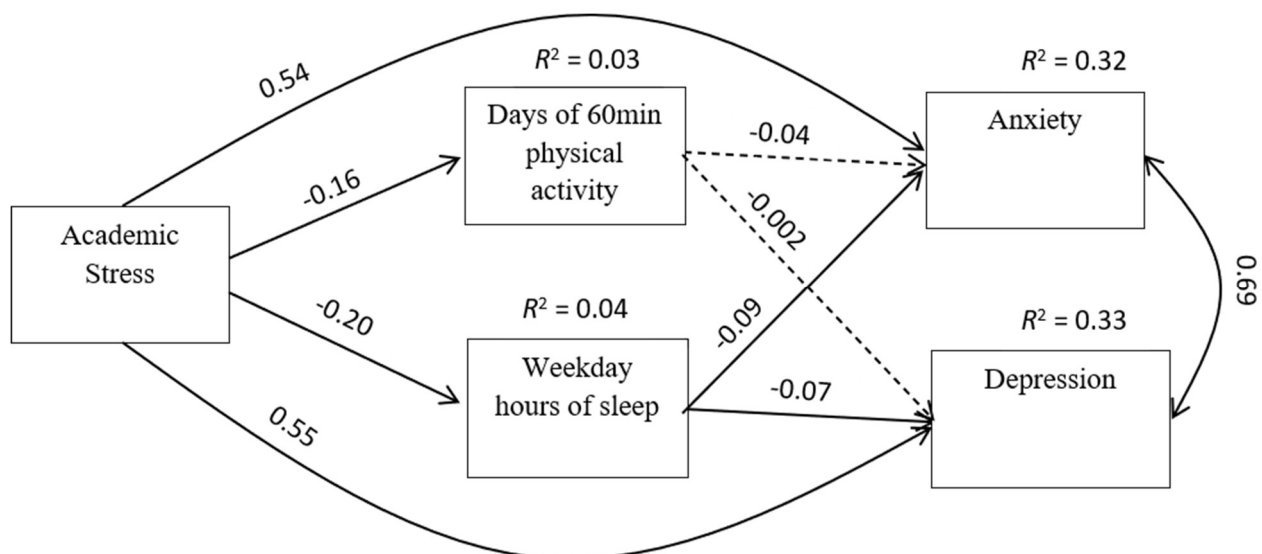 0.54
R² = 0.03
R² = 0.32
Days of 60min
physical
activity
-0.04
Anxiety
-0.16
-0.002
Academic
Stress
-0.20
R² = 0.04
-0.09
0.69
R² = 0.33
Weekday
hours of sleep
-0.07
Depression
0.55